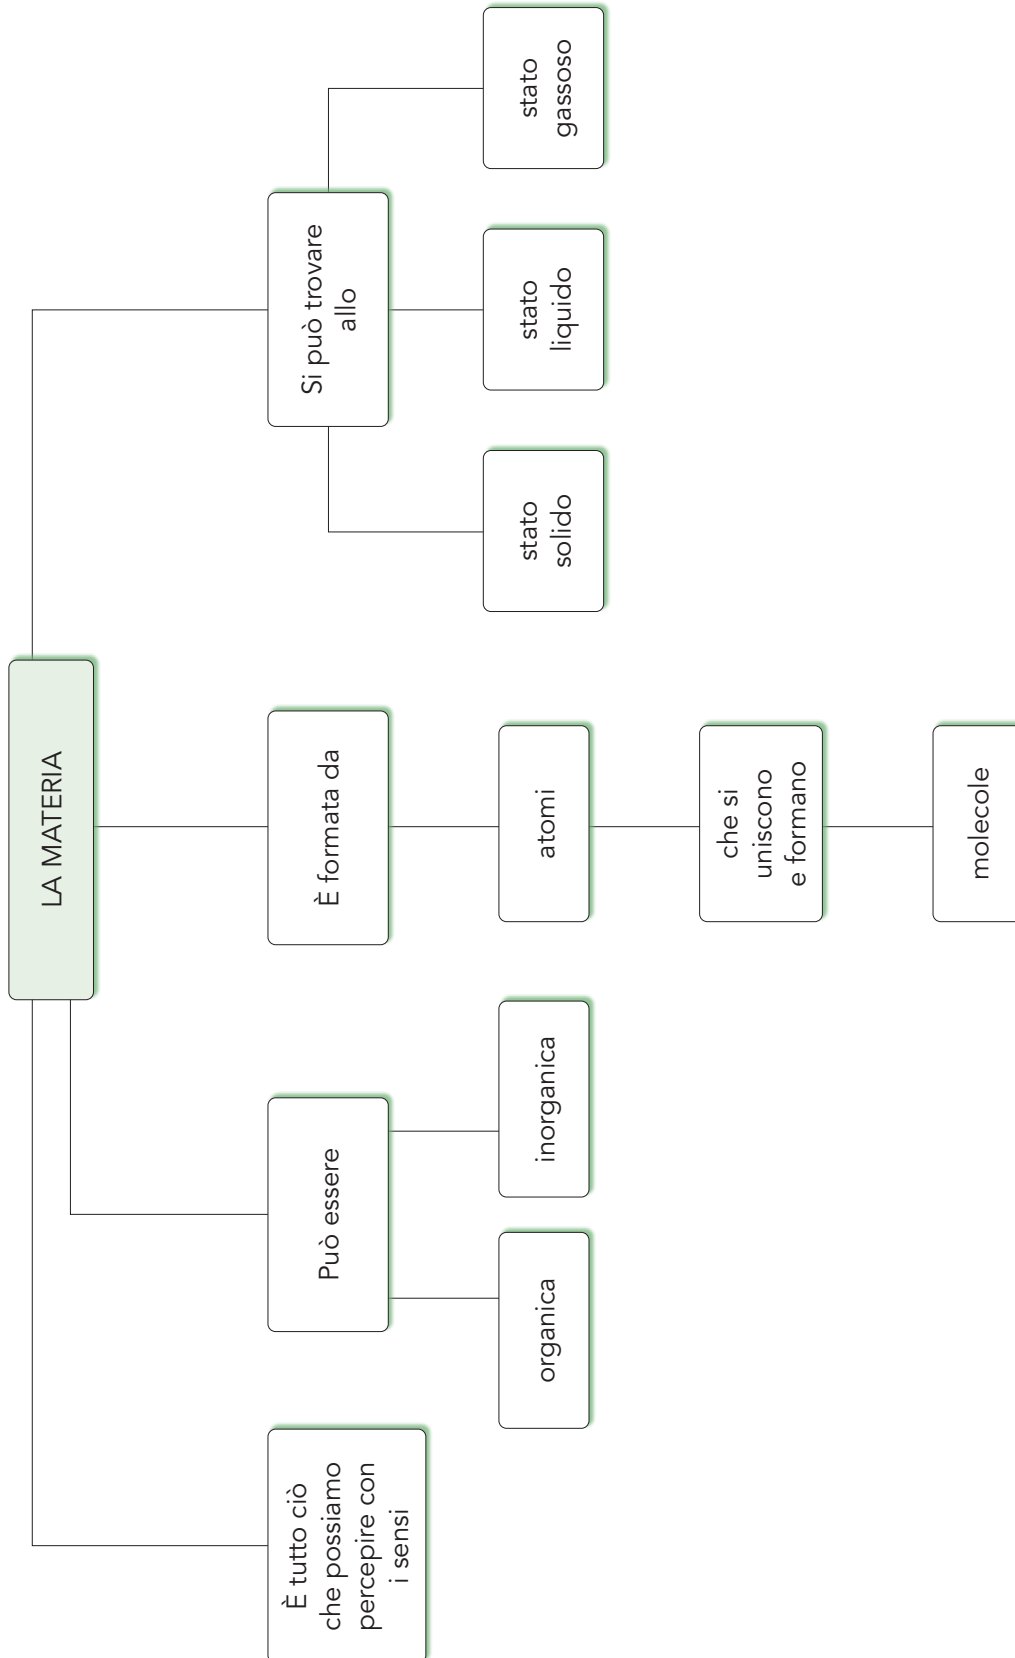 LA MATERIA
È tutto ciò
che possiamo
percepire con
i sensi
Può essere
organica
inorganica
È formata da
atomi
che si
uniscono
e formano
molecole
Si può trovare
allo
stato
solido
stato
liquido
stato
gassoso